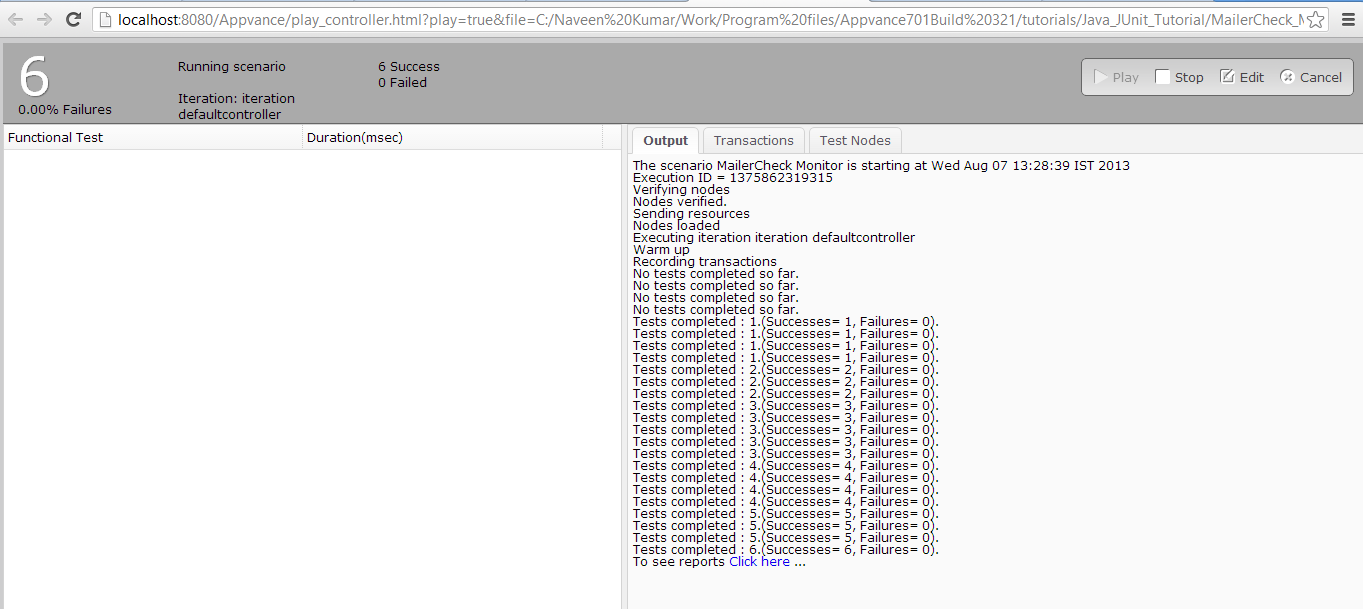 localhost:8080/Appvance/play_controller.html?play=true&file=C:/Naveen%20Kumar/Work/Program%20files/Appvance701Build%20321/tutorials/Java_JUnit_Tutorial/MailerCheck_M
6
0.00% Failures
Running scenario
Iteration: iteration
defaultcontroller
6 Success
0 Failed
Play Stop Edit Cancel
Functional Test Duration(msec)
Output Transactions Test Nodes
The scenario MailerCheck Monitor is starting at Wed Aug 07 13:28:39 IST 2013
Execution ID = 1375862319315
Verifying nodes
Nodes verified.
Sending resources
Nodes loaded
Executing iteration iteration defaultcontroller
Warm up
Recording transactions
No tests completed so far.
No tests completed so far.
No tests completed so far.
No tests completed so far.
Tests completed : 1.(Successes= 1, Failures= 0).
Tests completed : 1.(Successes= 1, Failures= 0).
Tests completed : 1.(Successes= 1, Failures= 0).
Tests completed : 1.(Successes= 1, Failures= 0).
Tests completed : 2.(Successes= 2, Failures= 0).
Tests completed : 2.(Successes= 2, Failures= 0).
Tests completed : 2.(Successes= 2, Failures= 0).
Tests completed : 3.(Successes= 3, Failures= 0).
Tests completed : 3.(Successes= 3, Failures= 0).
Tests completed : 3.(Successes= 3, Failures= 0).
Tests completed : 3.(Successes= 3, Failures= 0).
Tests completed : 3.(Successes= 3, Failures= 0).
Tests completed : 4.(Successes= 4, Failures= 0).
Tests completed : 4.(Successes= 4, Failures= 0).
Tests completed : 4.(Successes= 4, Failures= 0).
Tests completed : 4.(Successes= 4, Failures= 0).
Tests completed : 5.(Successes= 5, Failures= 0).
Tests completed : 5.(Successes= 5, Failures= 0).
Tests completed : 5.(Successes= 5, Failures= 0).
Tests completed : 6.(Successes= 6, Failures= 0).
To see reports Click here ...